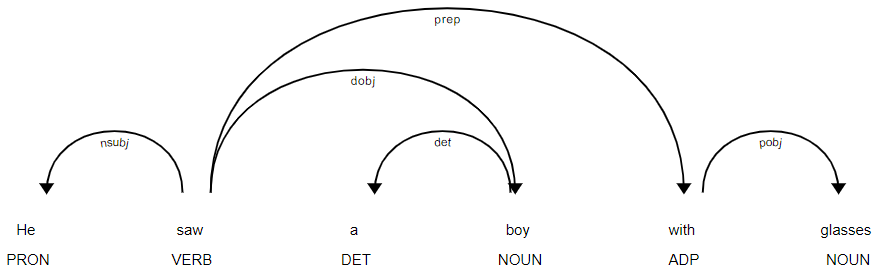 prep
dobj
nsubj det pobj
He saw a boy with glasses
PRON VERB DET NOUN ADP NOUN